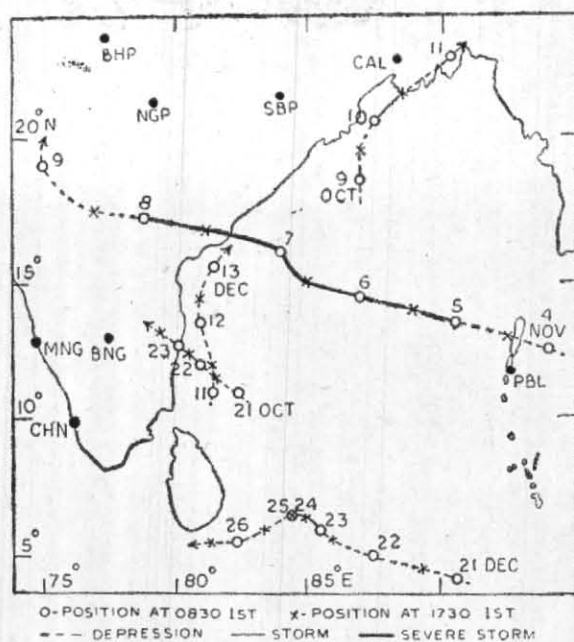 BHP
CAL
11
NGP
SBP
20°N
10
9
9
OCT
8
7
13
DEC
15°
6
5
4
NOV
12
MNG
BNG
23
22
PBL
11
21 OCT
10°
CHN
25
24
23
26
22
5°
21 DEC
75
80°
85°E
O-POSITION AT 0830 IST X-POSITION AT 1730 IST
--- DEPRESSION — STORM — SEVERE STORM